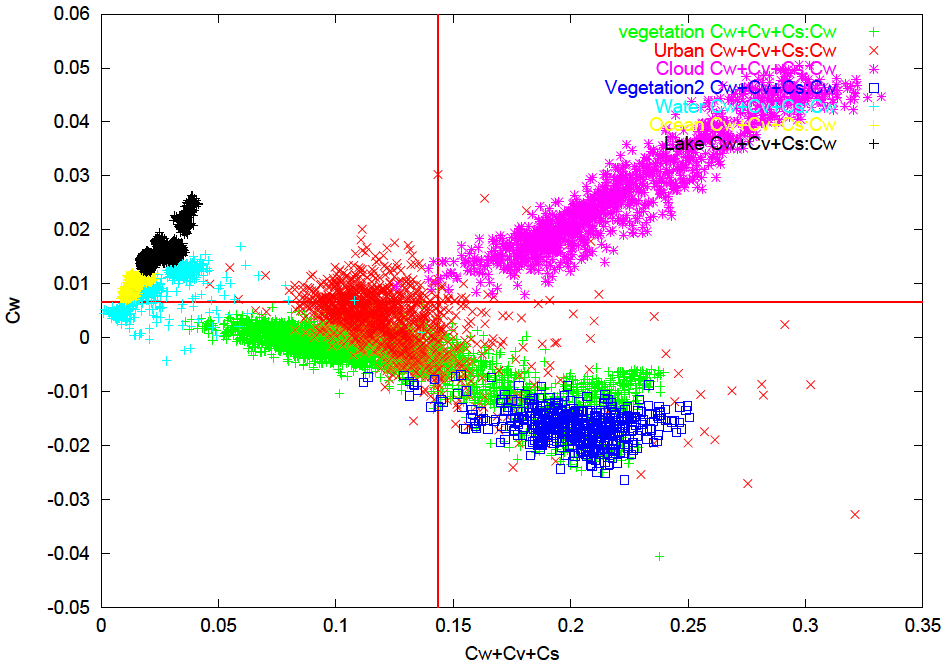 0.06
0.05
0.04
0.03
0.02
0.01
0
-0.01
-0.02
-0.03
-0.04
-0.05
Cw
vegetation Cw+Cv+Cs:Cw
Urban Cw+Cv+Cs:Cw
Cloud Cw+Cv+Cs:Cw
Vegetation2 Cw+Cv+Cs:Cw
Water Cw+Cv+Cs:Cw
Ocean Cw+Cv+Cs:Cw
Lake Cw+Cv+Cs:Cw
0 0.05 0.1 0.15 0.2 0.25 0.3 0.35
Cw+Cv+Cs